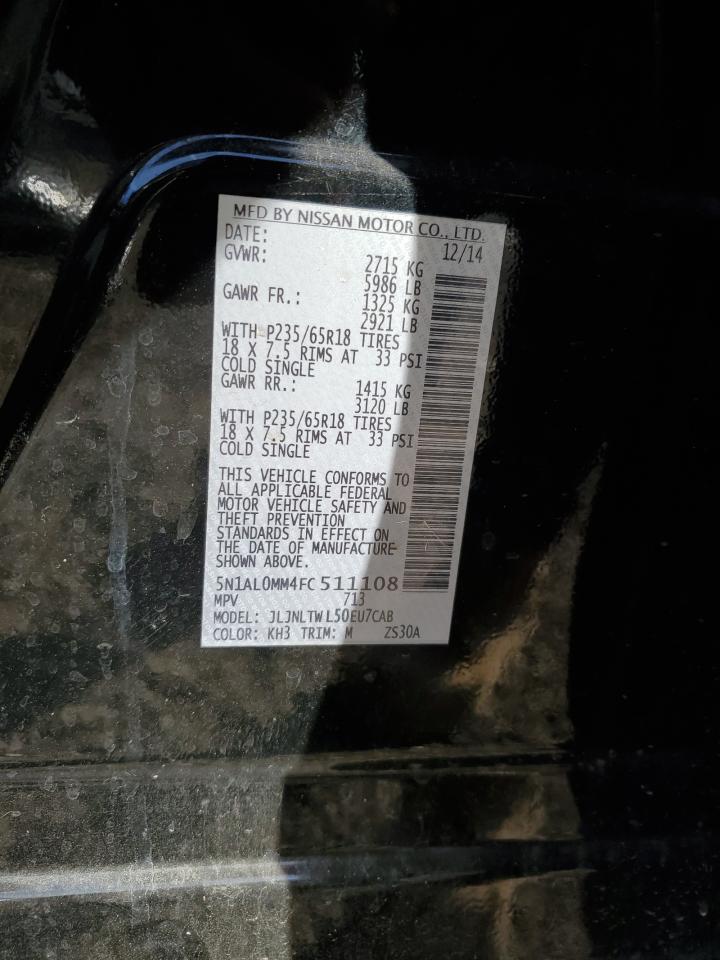 MFD BY NISSAN MOTOR CO., LTD.
DATE: 12/14
GVWR: 2715 KG
5986 LB
GAWR FR.: 1325 KG
2921 LB
WITH P235/65R18 TIRES
18 X 7.5 RIMS AT 33 PSI
COLD SINGLE
GAWR RR.: 1415 KG
3120 LB
WITH P235/65R18 TIRES
18 X 7.5 RIMS AT 33 PSI
COLD SINGLE
THIS VEHICLE CONFORMS TO
ALL APPLICABLE FEDERAL
MOTOR VEHICLE SAFETY AND
THEFT PREVENTION
STANDARDS IN EFFECT ON
THE DATE OF MANUFACTURE
SHOWN ABOVE.
5N1AL0MM4FC511108
MPV 713
MODEL: JLJNLTWL50EU7CAB
COLOR: KH3 TRIM: M ZS30A